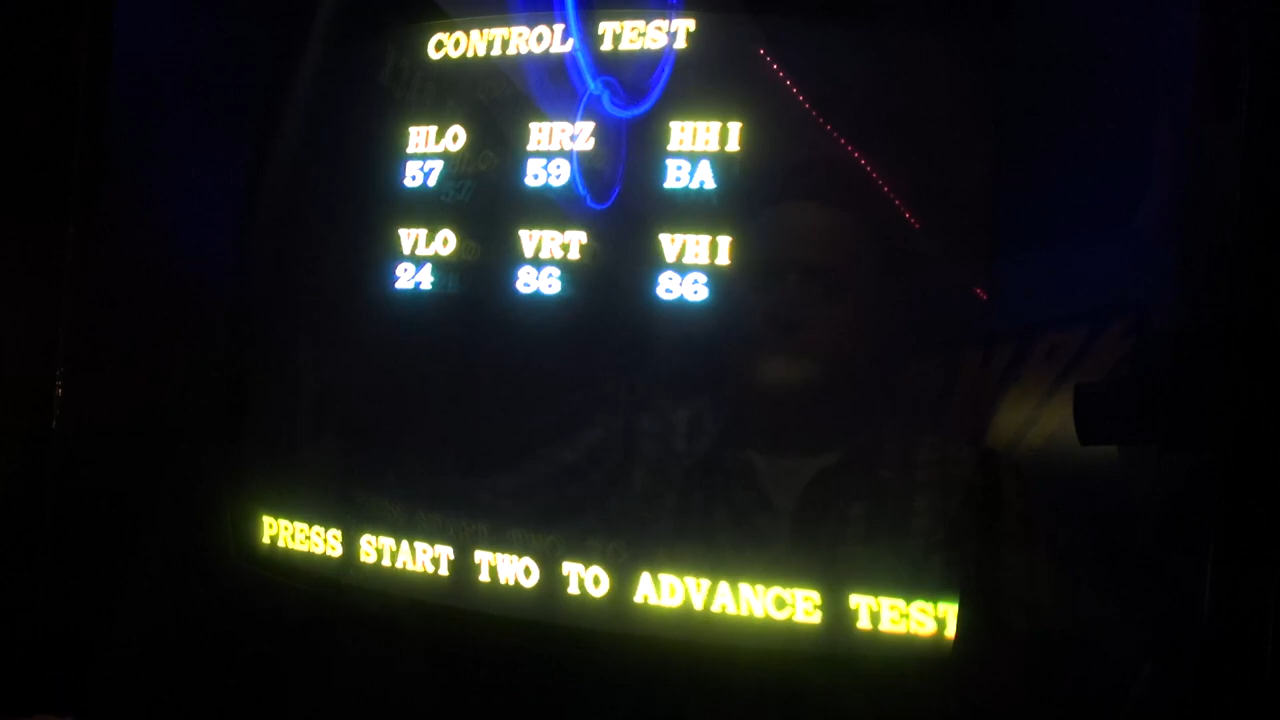 CONTROL TEST
HLO HRZ HHI
57 59 BA
VLO VRT VHI
24 86 86
PRESS START TWO TO ADVANCE TEST